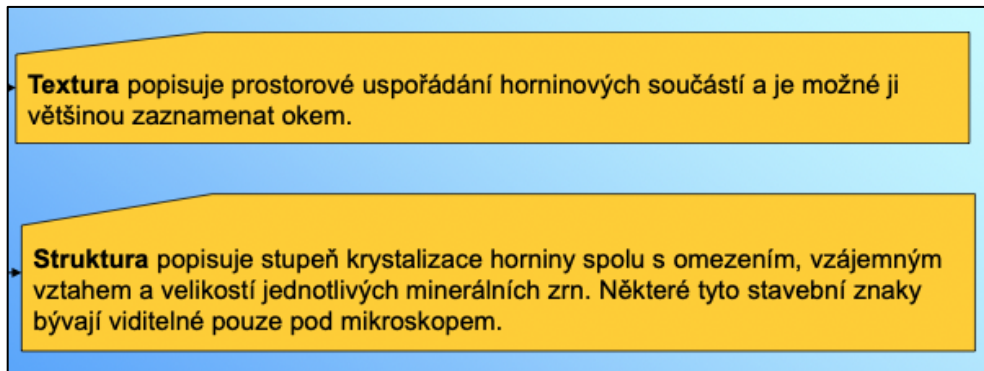 Textura popisuje prostorové uspořádání horninových součástí a je možné ji
většinou zaznamenat okem.
Struktura popisuje stupeň krystalizace horniny spolu s omezením, vzájemným
vztahem a velikostí jednotlivých minerálních zrn. Některé tyto stavební znaky
bývají viditelné pouze pod mikroskopem.